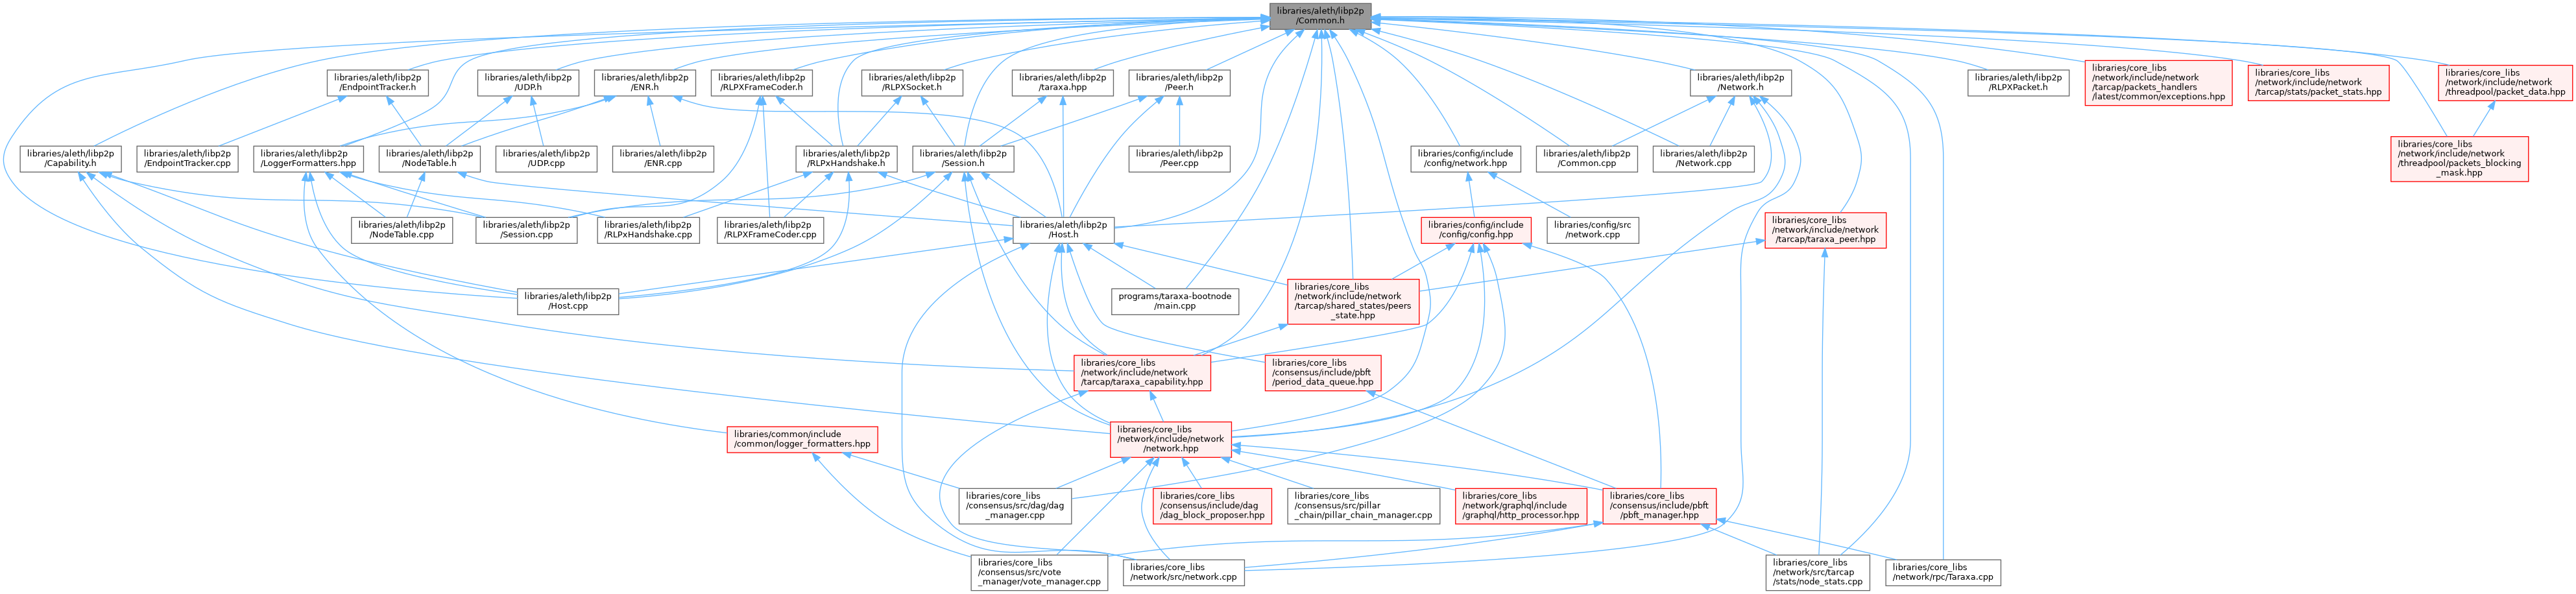 libraries/aleth/libp2p
/Common.h
libraries/aleth/libp2p
/EndpointTracker.h
libraries/aleth/libp2p
/UDP.h
libraries/aleth/libp2p
/ENR.h
libraries/aleth/libp2p
/RLPXFrameCoder.h
libraries/aleth/libp2p
/RLPXSocket.h
libraries/aleth/libp2p
/taraxa.hpp
libraries/aleth/libp2p
/Peer.h
libraries/aleth/libp2p
/Network.h
libraries/aleth/libp2p
/RLPXPacket.h
libraries/core_libs
/network/include/network
/tarcap/packets_handlers
/latest/common/exceptions.hpp
libraries/core_libs
/network/include/network
/tarcap/stats/packet_stats.hpp
libraries/core_libs
/network/include/network
/threadpool/packet_data.hpp
libraries/aleth/libp2p
/Capability.h
libraries/aleth/libp2p
/EndpointTracker.cpp
libraries/aleth/libp2p
/LoggerFormatters.hpp
libraries/aleth/libp2p
/NodeTable.h
libraries/aleth/libp2p
/UDP.cpp
libraries/aleth/libp2p
/ENR.cpp
libraries/aleth/libp2p
/RLPxHandshake.h
libraries/aleth/libp2p
/Session.h
libraries/aleth/libp2p
/Peer.cpp
libraries/config/include
/config/network.hpp
libraries/aleth/libp2p
/Common.cpp
libraries/aleth/libp2p
/Network.cpp
libraries/core_libs
/network/include/network
/threadpool/packets_blocking
_mask.hpp
libraries/aleth/libp2p
/NodeTable.cpp
libraries/aleth/libp2p
/Session.cpp
libraries/aleth/libp2p
/RLPxHandshake.cpp
libraries/aleth/libp2p
/RLPXFrameCoder.cpp
libraries/aleth/libp2p
/Host.h
libraries/config/include
/config/config.hpp
libraries/config/src
/network.cpp
libraries/core_libs
/network/include/network
/tarcap/taraxa_peer.hpp
libraries/aleth/libp2p
/Host.cpp
programs/taraxa-bootnode
/main.cpp
libraries/core_libs
/network/include/network
/tarcap/shared_states/peers
_state.hpp
libraries/core_libs
/network/include/network
/tarcap/taraxa_capability.hpp
libraries/core_libs
/consensus/include/pbft
/period_data_queue.hpp
libraries/common/include
/common/logger_formatters.hpp
libraries/core_libs
/network/include/network
/network.hpp
libraries/core_libs
/consensus/src/dag/dag
_manager.cpp
libraries/core_libs
/consensus/include/dag
/dag_block_proposer.hpp
libraries/core_libs
/consensus/src/pillar
_chain/pillar_chain_manager.cpp
libraries/core_libs
/network/graphql/include
/graphql/http_processor.hpp
libraries/core_libs
/consensus/include/pbft
/pbft_manager.hpp
libraries/core_libs
/consensus/src/vote
_manager/vote_manager.cpp
libraries/core_libs
/network/src/network.cpp
libraries/core_libs
/network/src/tarcap
/stats/node_stats.cpp
libraries/core_libs
/network/rpc/Taraxa.cpp